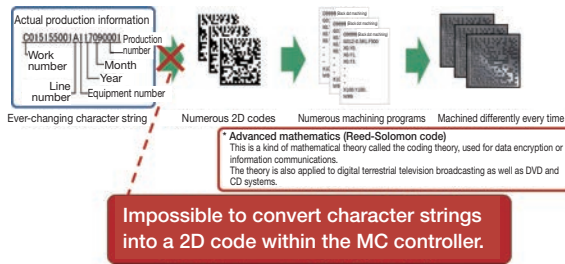 Actual production information
C01515501A117090001
Production
number
Work
number
Month
Year
Line
number
Equipment number
Ever-changing character string
Numerous 2D codes
Numerous machining programs
Machined differently every time
* Advanced mathematics (Reed-Solomon code)
This is a kind of mathematical theory called the coding theory, used for data encryption or
information communications.
The theory is also applied to digital terrestrial television broadcasting as well as DVD and
CD systems.
Impossible to convert character strings
into a 2D code within the MC controller.